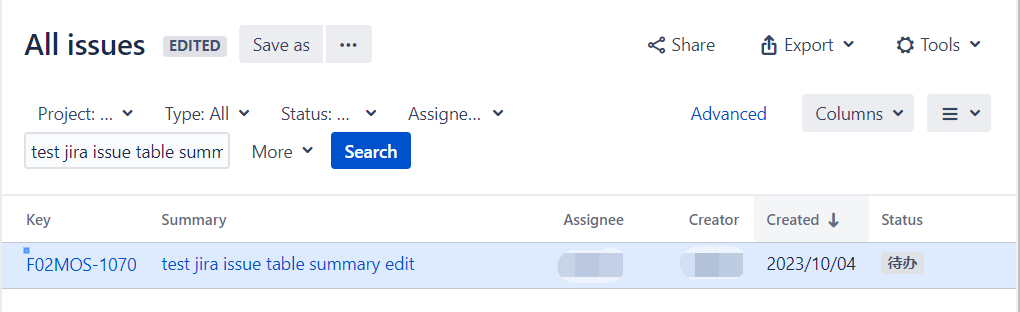 All issues EDITED Save as ··· Share Export Tools
Project: ... Type: All Status: ... Assigne... Advanced Columns
test jira issue table summ More Search
Key Summary Assignee Creator Created Status
F02MOS-1070 test jira issue table summary edit 2023/10/04 待办